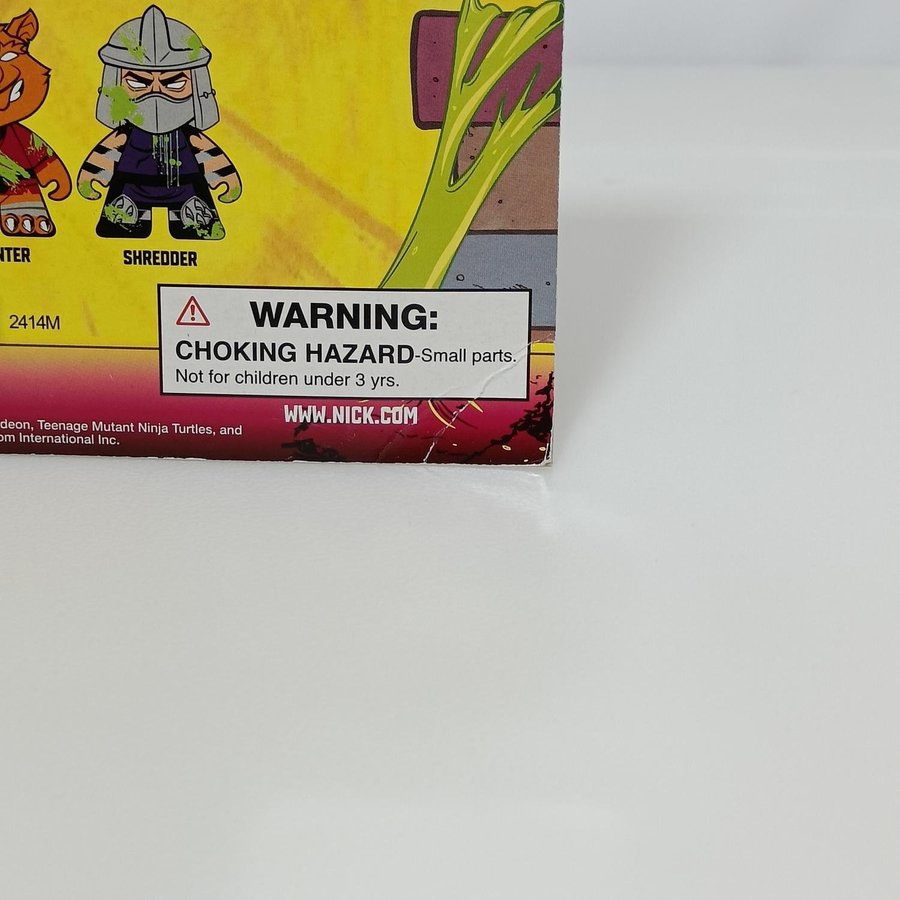 NTER
SHREDDER
2414M
WARNING:
CHOKING HAZARD-Small parts.
Not for children under 3 yrs.
WWW.NICK.COM
deon, Teenage Mutant Ninja Turtles, and
om International Inc.